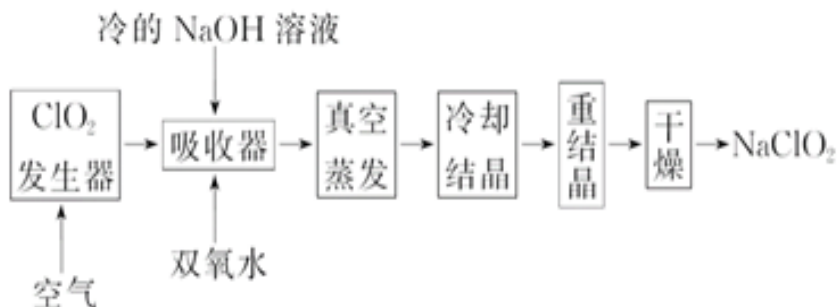 冷的 NaOH 溶液
ClO₂
发生器
吸收器
真空
蒸发
冷却
结晶
重结晶
干燥
NaClO₂
双氧水
空气